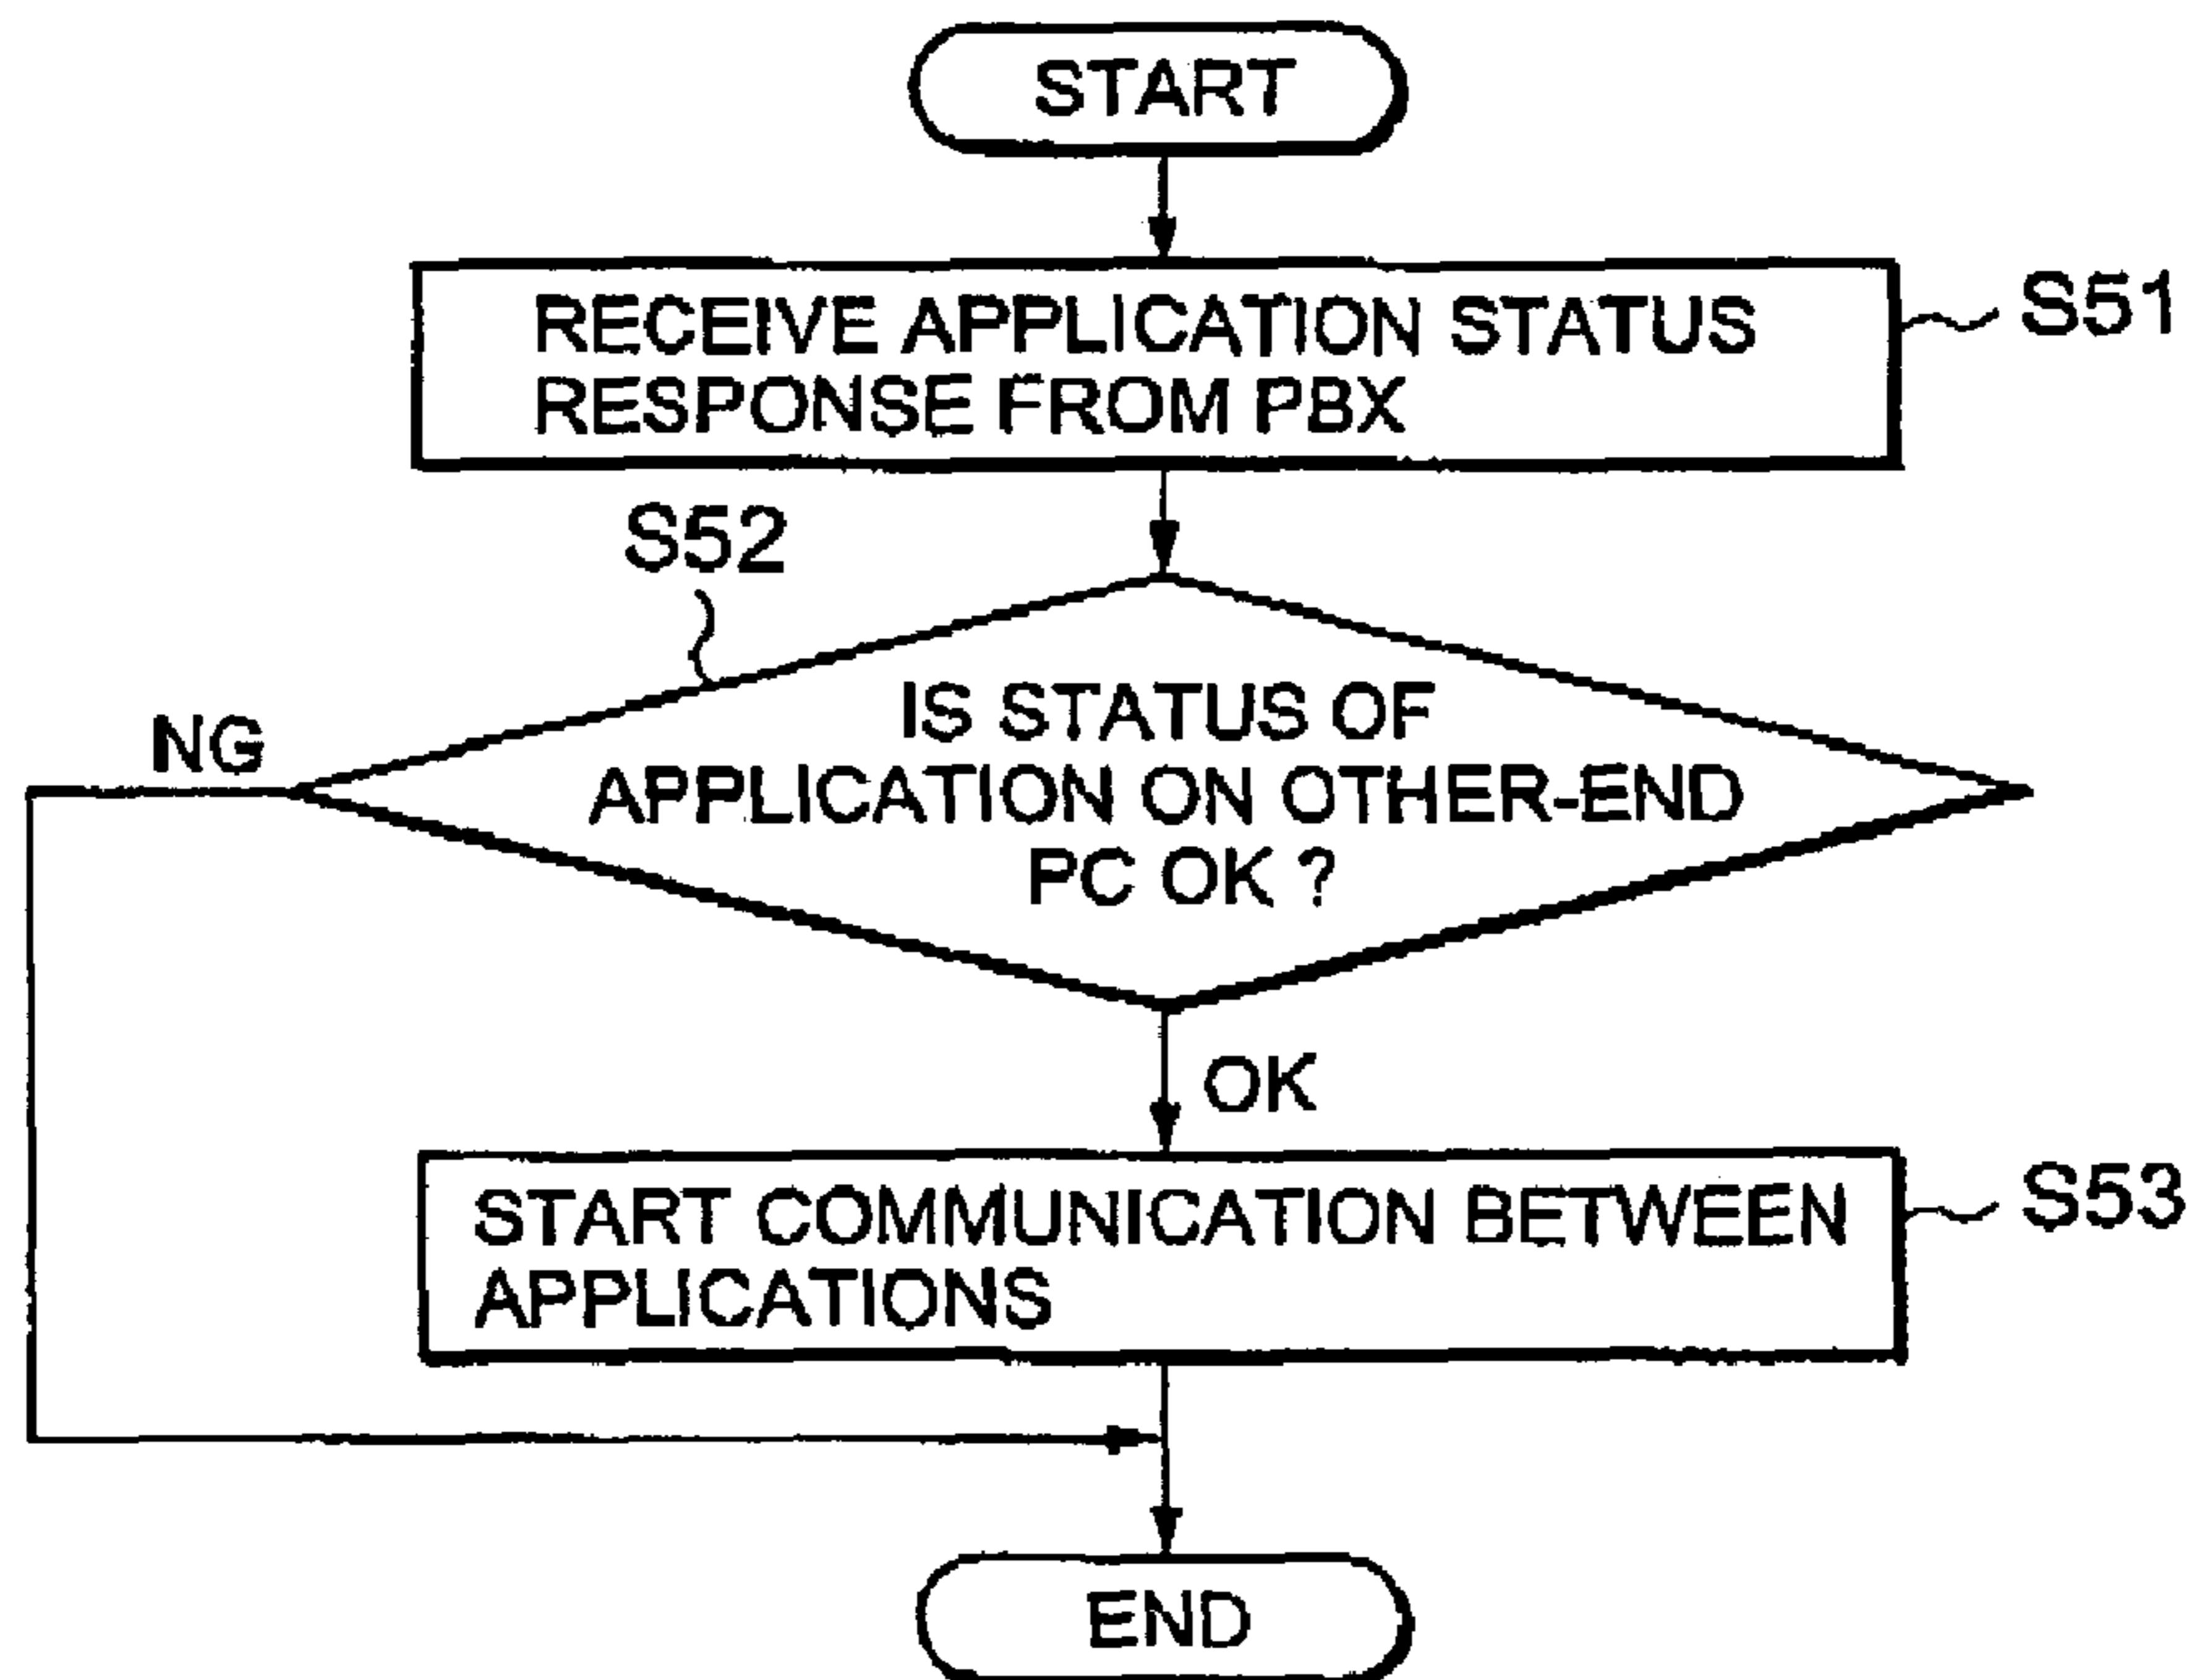 START
RECEIVE APPLICATION STATUS
RESPONSE FROM PBX
S51
S52
IS STATUS OF
APPLICATION ON OTHER-END
PC OK ?
NG
OK
START COMMUNICATION BETWEEN
APPLICATIONS
S53
END